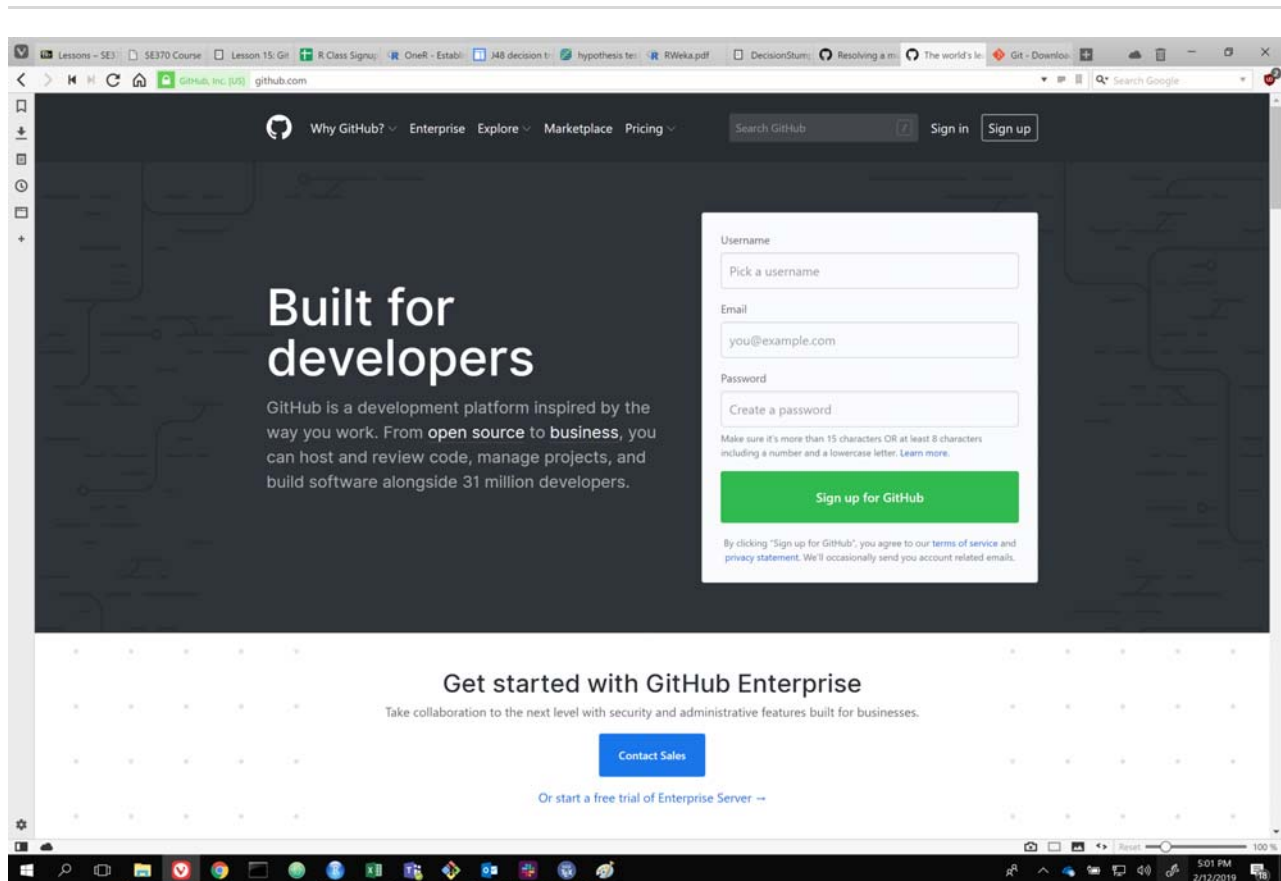 Lessons – SE3
SE370 Course
Lesson 15: Git
R Class Signup
OneR - Establi
J48 decision t
hypothesis tes
RWeka.pdf
DecisionStum
Resolving a m
The world's le
Git - Downloa
GitHub, Inc. [US]
github.com
Search Google
Why GitHub?
Enterprise
Explore
Marketplace
Pricing
Search GitHub
/
Sign in
Sign up
Built for
developers
GitHub is a development platform inspired by the
way you work. From open source to business, you
can host and review code, manage projects, and
build software alongside 31 million developers.
Username
Pick a username
Email
you@example.com
Password
Create a password
Make sure it's more than 15 characters OR at least 8 characters
including a number and a lowercase letter. Learn more.
Sign up for GitHub
By clicking "Sign up for GitHub", you agree to our terms of service and
privacy statement. We'll occasionally send you account related emails.
Get started with GitHub Enterprise
Take collaboration to the next level with security and administrative features built for businesses.
Contact Sales
Or start a free trial of Enterprise Server →
Reset
100 %
5:01 PM
2/12/2019
18